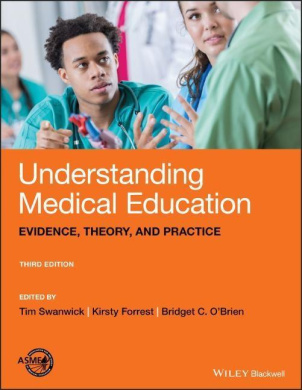 Understanding
Medical Education
EVIDENCE, THEORY, AND PRACTICE
THIRD EDITION
EDITED BY
Tim Swanwick | Kirsty Forrest | Bridget C. O'Brien
ASME
WILEY Blackwell